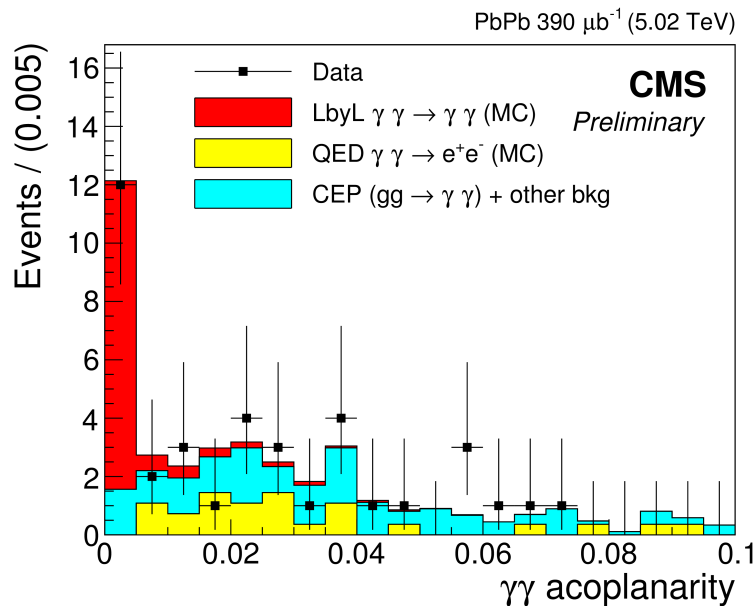 PbPb 390 μb⁻¹ (5.02 TeV)
CMS
Preliminary
Data
LbyL γ γ → γ γ (MC)
QED γ γ → e⁺e⁻ (MC)
CEP (gg → γ γ) + other bkg
Events / (0.005)
16
14
12
10
8
6
4
2
0
0 0.02 0.04 0.06 0.08 0.1
γγ acoplanarity